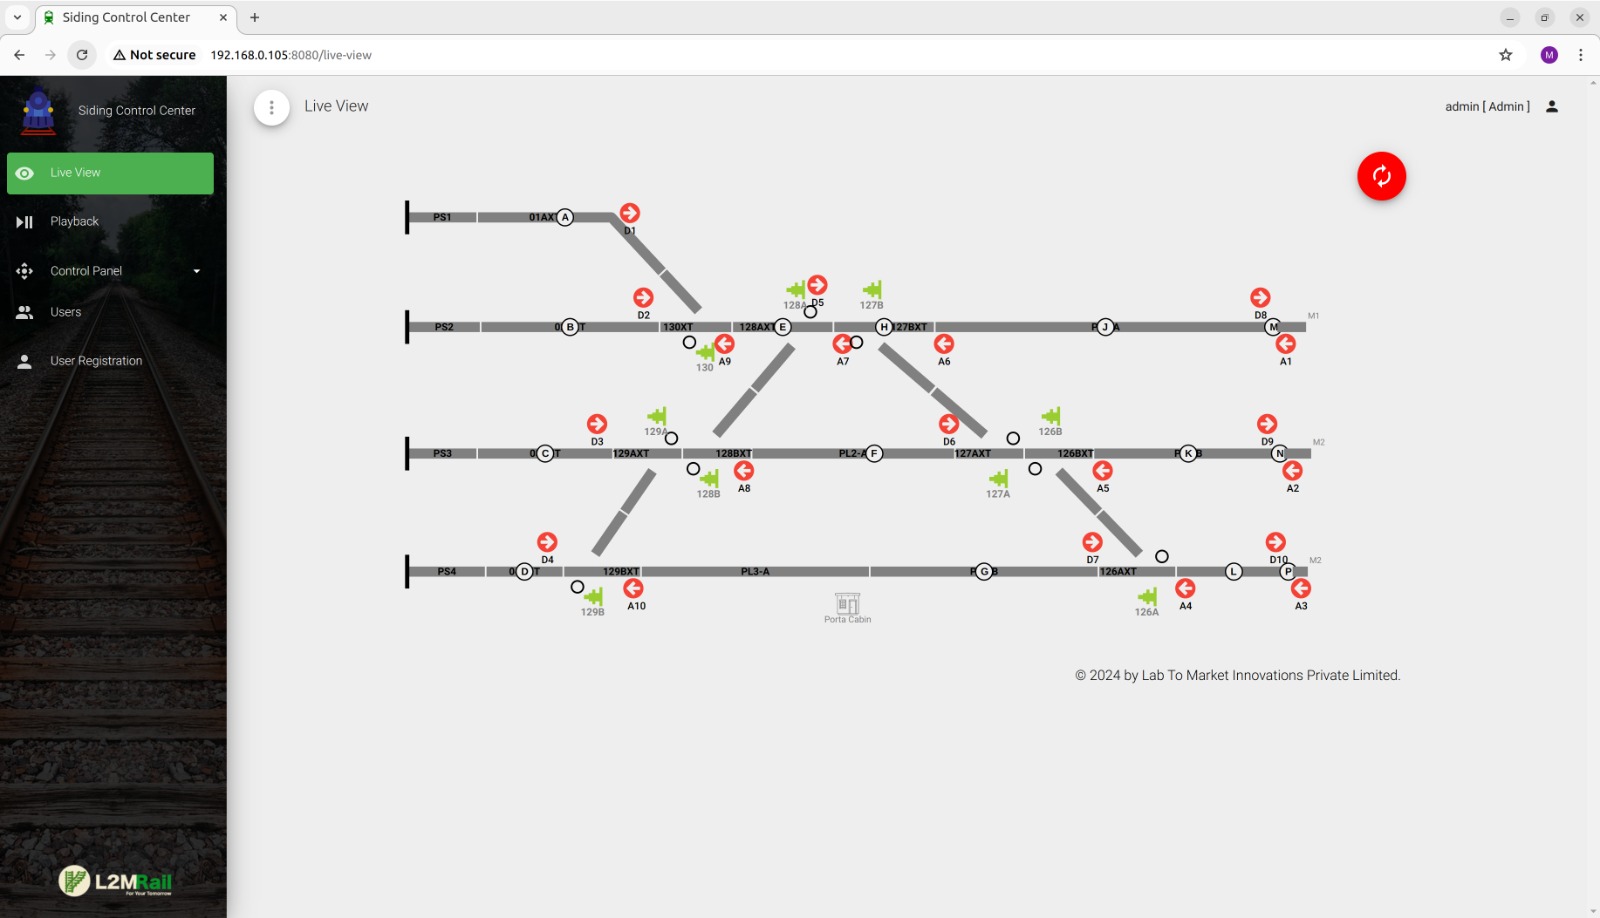 Siding Control Center
Not secure
192.168.0.105:8080/live-view
M
Siding Control Center
Live View
admin [ Admin ]
Live View
Playback
Control Panel
Users
User Registration
PS1
01AXT
A
D1
D2
128A
D5
127B
D8
M1
PS2
B
130XT
128AXT
E
H
127BXT
J
M
130
A9
A7
A6
A1
D3
129A
D6
126B
D9
M2
PS3
C
129AXT
128BXT
PL2-A
F
127AXT
126BXT
K
N
128B
A8
127A
A5
A2
D4
D7
D10
M2
PS4
D
129BXT
PL3-A
G
126AXT
L
P
129B
A10
Porta Cabin
126A
A4
A3
© 2024 by Lab To Market Innovations Private Limited.
L2MRail
For Your Tomorrow